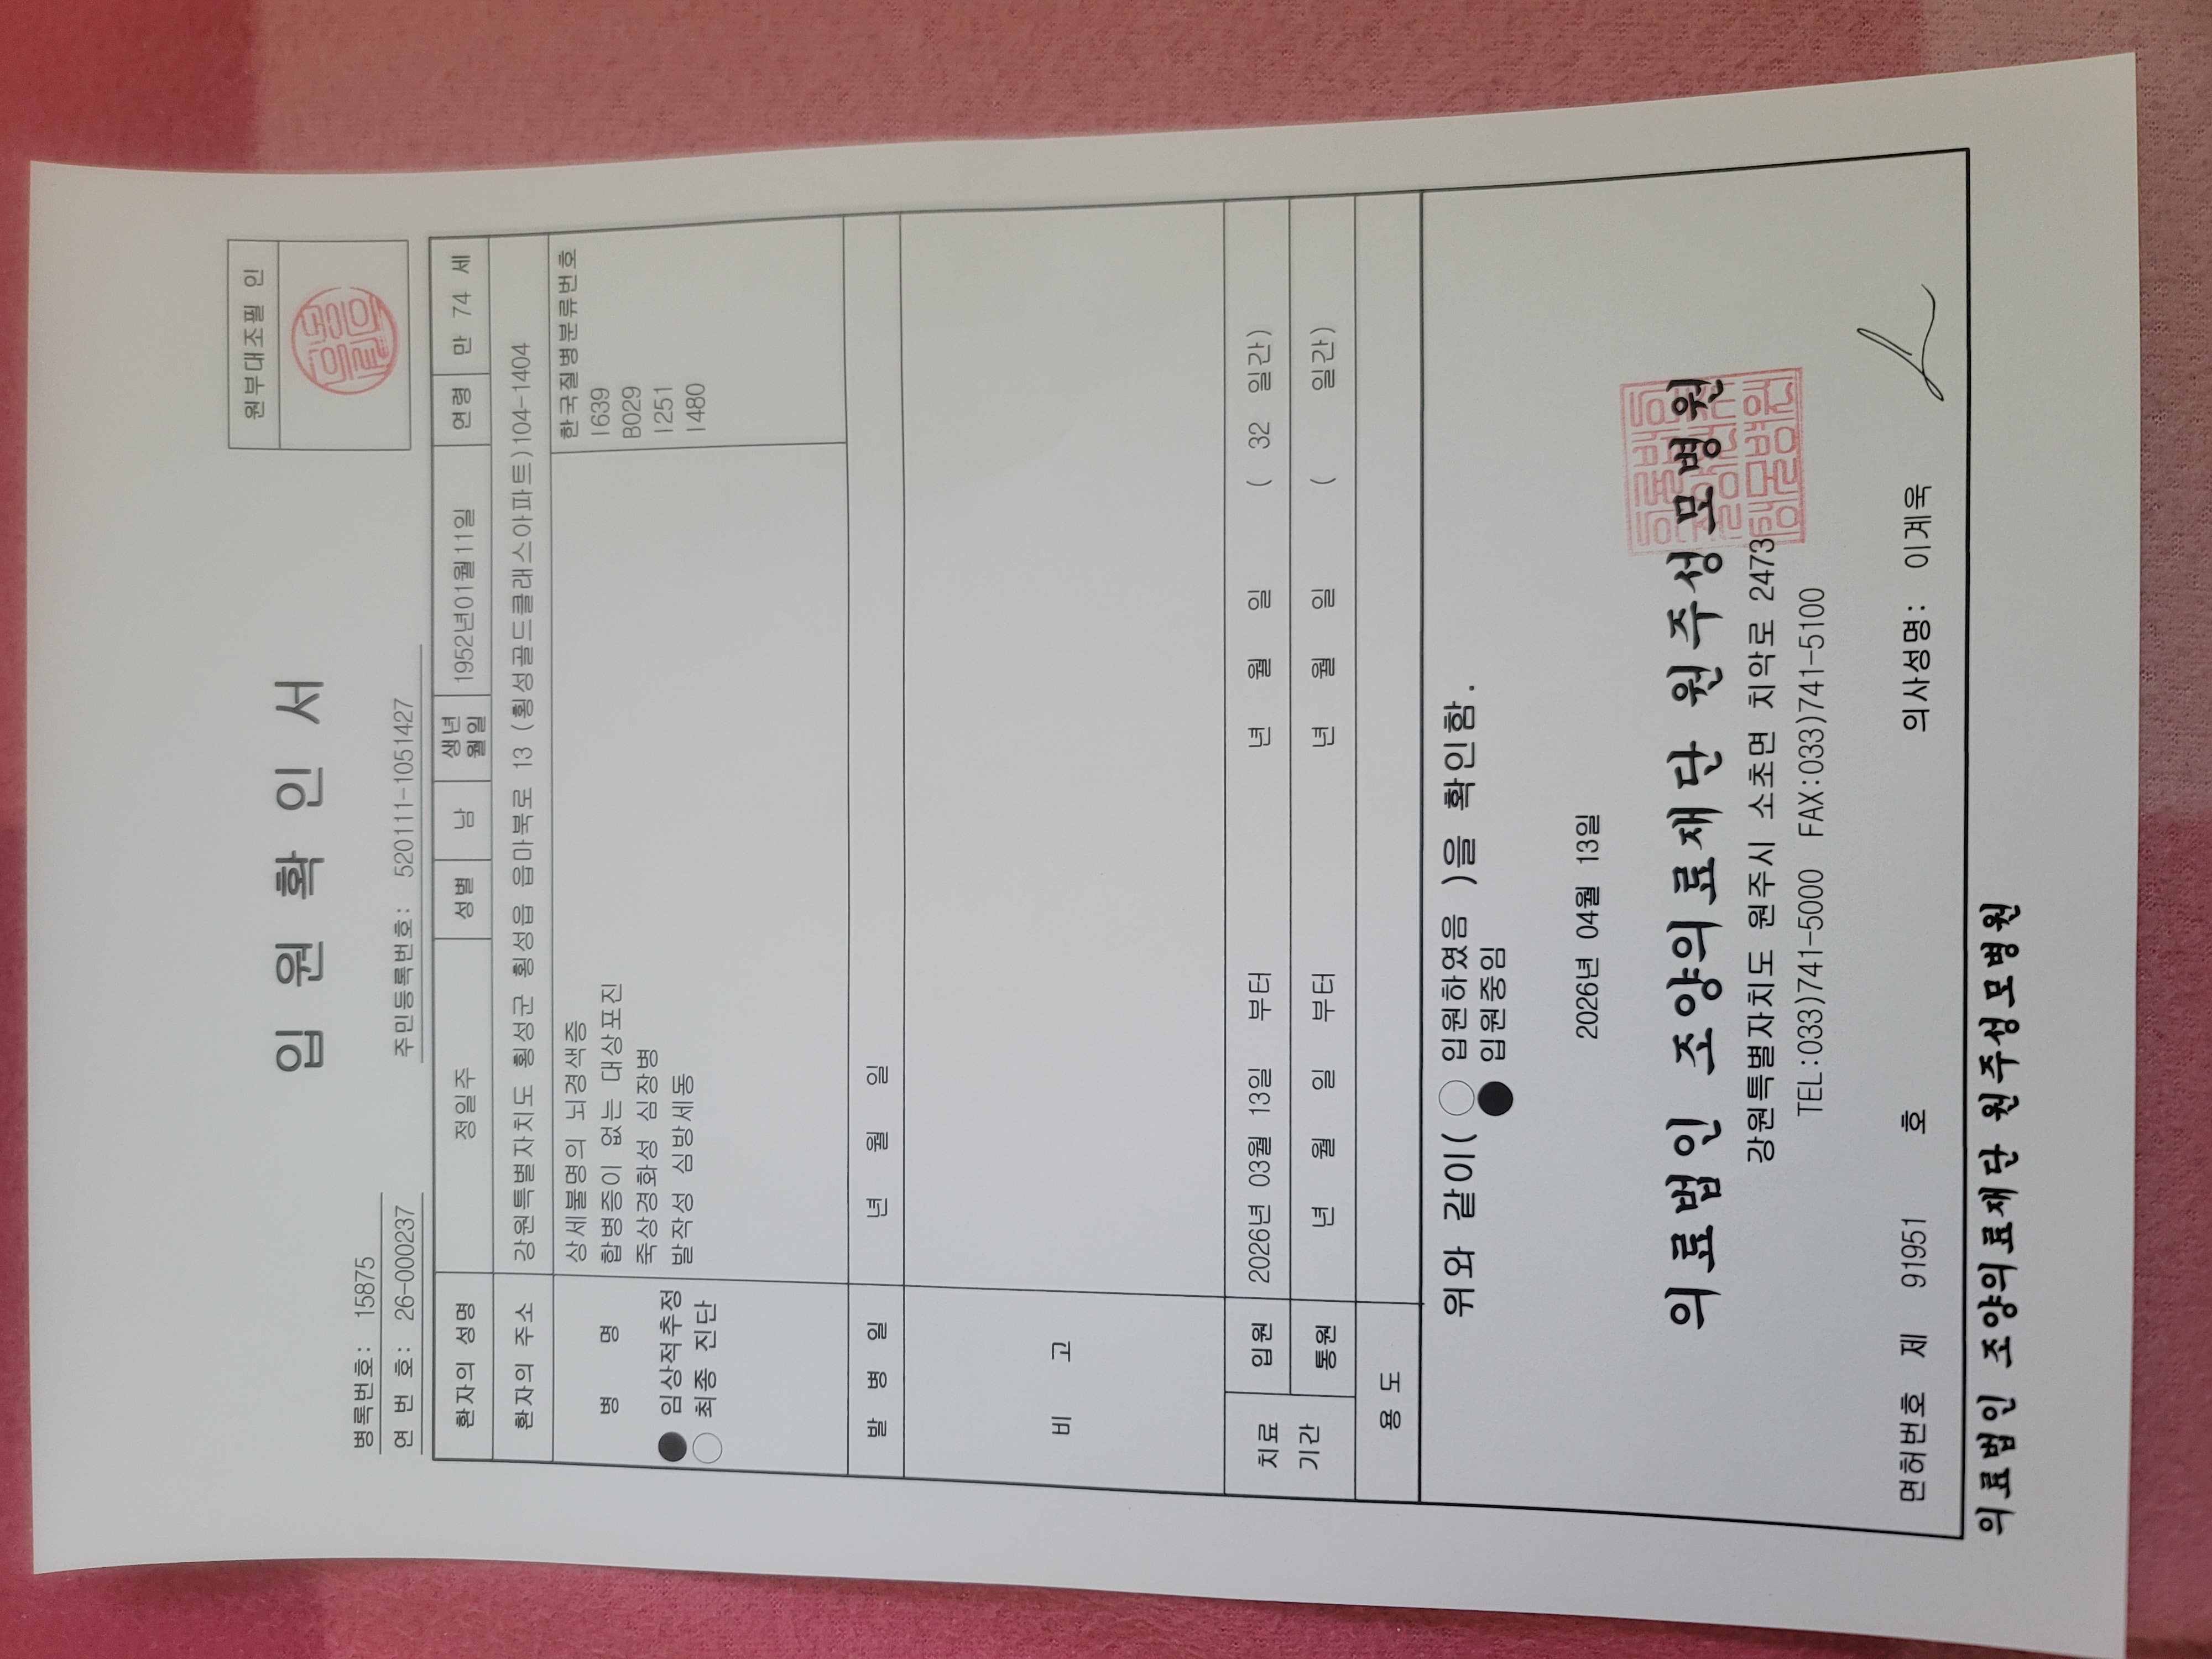 입 원 확 인 서
원부대조필 인
병록번호: 15875
연 번 호: 26-000237
주민등록번호: 520111-1051427
환자의 성명 정일주 성별 남 생년월일 1952년01월11일 연령 만 74 세
환자의 주소 강원특별자치도 횡성군 횡성읍 읍마북로 13 (횡성골드클래스아파트)104-1404
병 명
● 임상적추정
○ 최종 진단
상세불명의 뇌경색증
합병증이 없는 대상포진
죽상경화성 심장병
발작성 심방세동
한국질병분류번호
I639
B029
I251
I480
발 병 일 년 월 일
비 고
치료 기간
입원 2026년 03월 13일 부터 년 월 일 ( 32 일간)
통원 년 월 일 부터 년 월 일 ( 일간)
용 도
위와 같이( ○ 입원하였음 )을 확인함.
● 입원중임
2026년 04월 13일
의료법인 조양의료재단 원주성모병원
강원특별자치도 원주시 소초면 치악로 2473
TEL:033)741-5000 FAX:033)741-5100
면허번호 제 91951 호 의사성명: 이계욱
의료법인 조양의료재단 원주성모병원